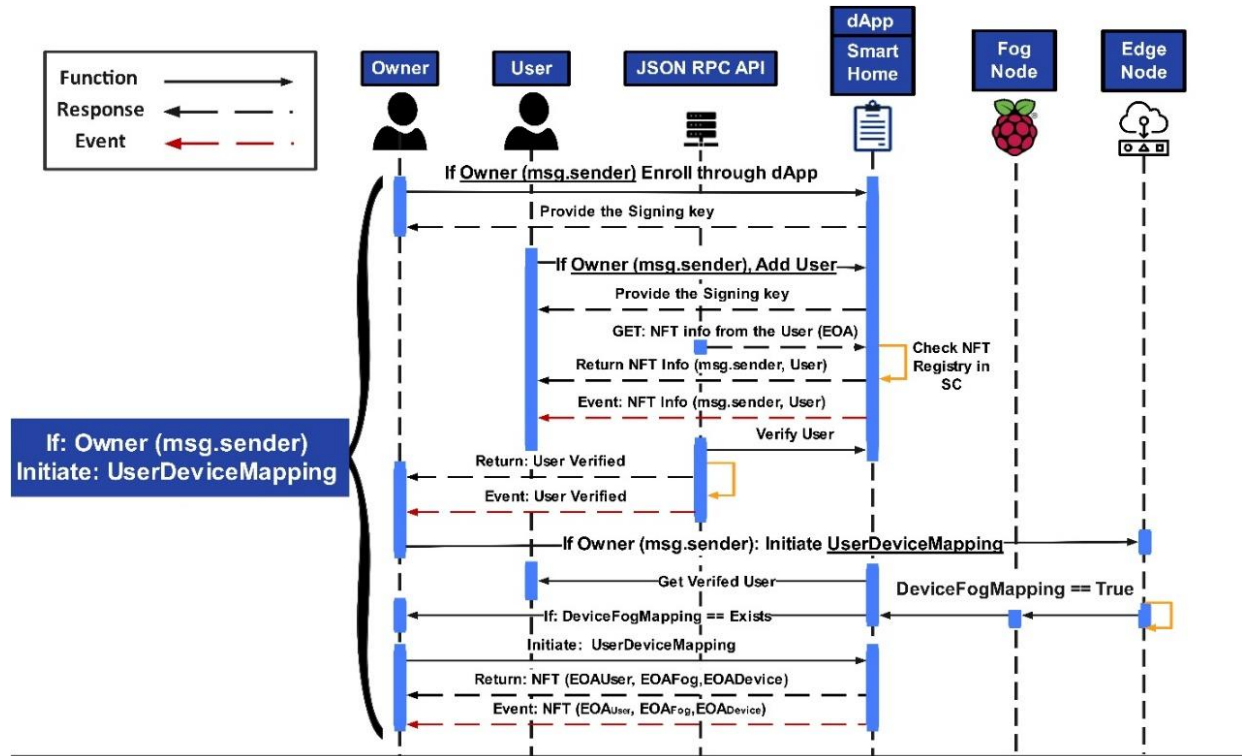 Function
Response
Event
Owner
User
JSON RPC API
dApp
Smart
Home
Fog
Node
Edge
Node
If Owner (msg.sender) Enroll through dApp
Provide the Signing key
If Owner (msg.sender), Add User
Provide the Signing key
GET: NFT info from the User (EOA)
Check NFT
Registry in
SC
Return NFT Info (msg.sender, User)
Event: NFT Info (msg.sender, User)
Verify User
If: Owner (msg.sender)
Initiate: UserDeviceMapping
Return: User Verified
Event: User Verified
If Owner (msg.sender): Initiate UserDeviceMapping
Get Verifed User
DeviceFogMapping == True
If: DeviceFogMapping == Exists
Initiate: UserDeviceMapping
Return: NFT (EOAUser, EOAFog,EOADevice)
Event: NFT (EOAUser, EOAFog,EOADevice)